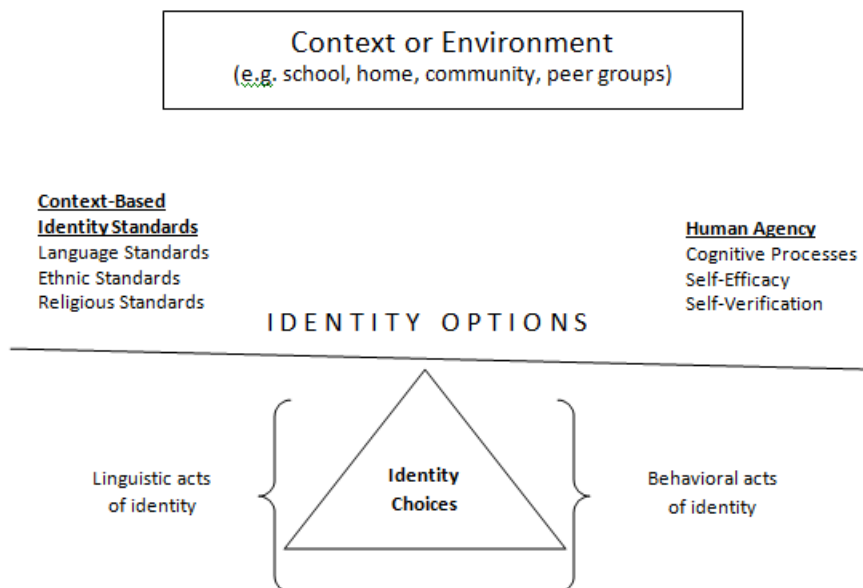 Context or Environment
(e.g. school, home, community, peer groups)
Context-Based
Identity Standards
Language Standards
Ethnic Standards
Religious Standards
Human Agency
Cognitive Processes
Self-Efficacy
Self-Verification
IDENTITY OPTIONS
Linguistic acts
of identity
Identity
Choices
Behavioral acts
of identity